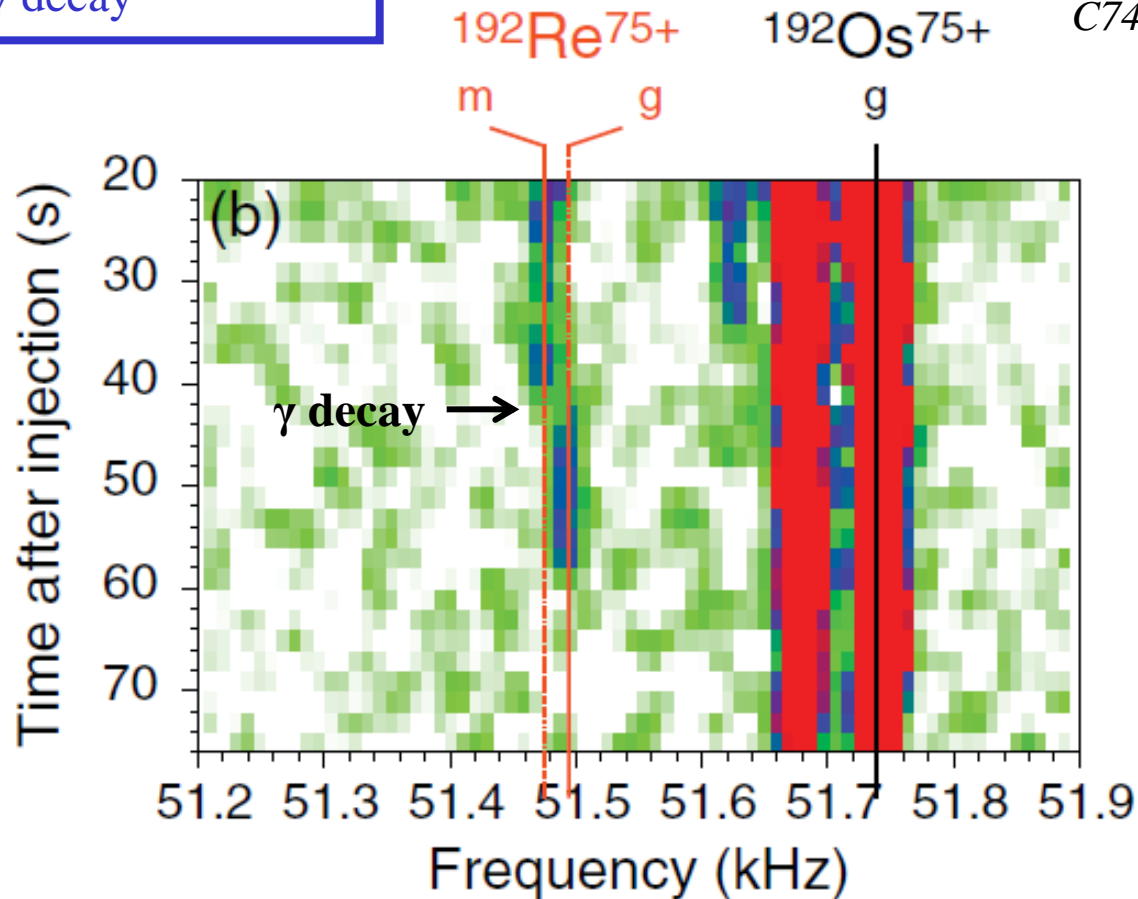 decay
C74
¹⁹²Re⁷⁵⁺ ¹⁹²Os⁷⁵⁺
m g g
20
(b)
30
40
γ decay
50
60
70
Time after injection (s)
51.2 51.3 51.4 51.5 51.6 51.7 51.8 51.9
Frequency (kHz)